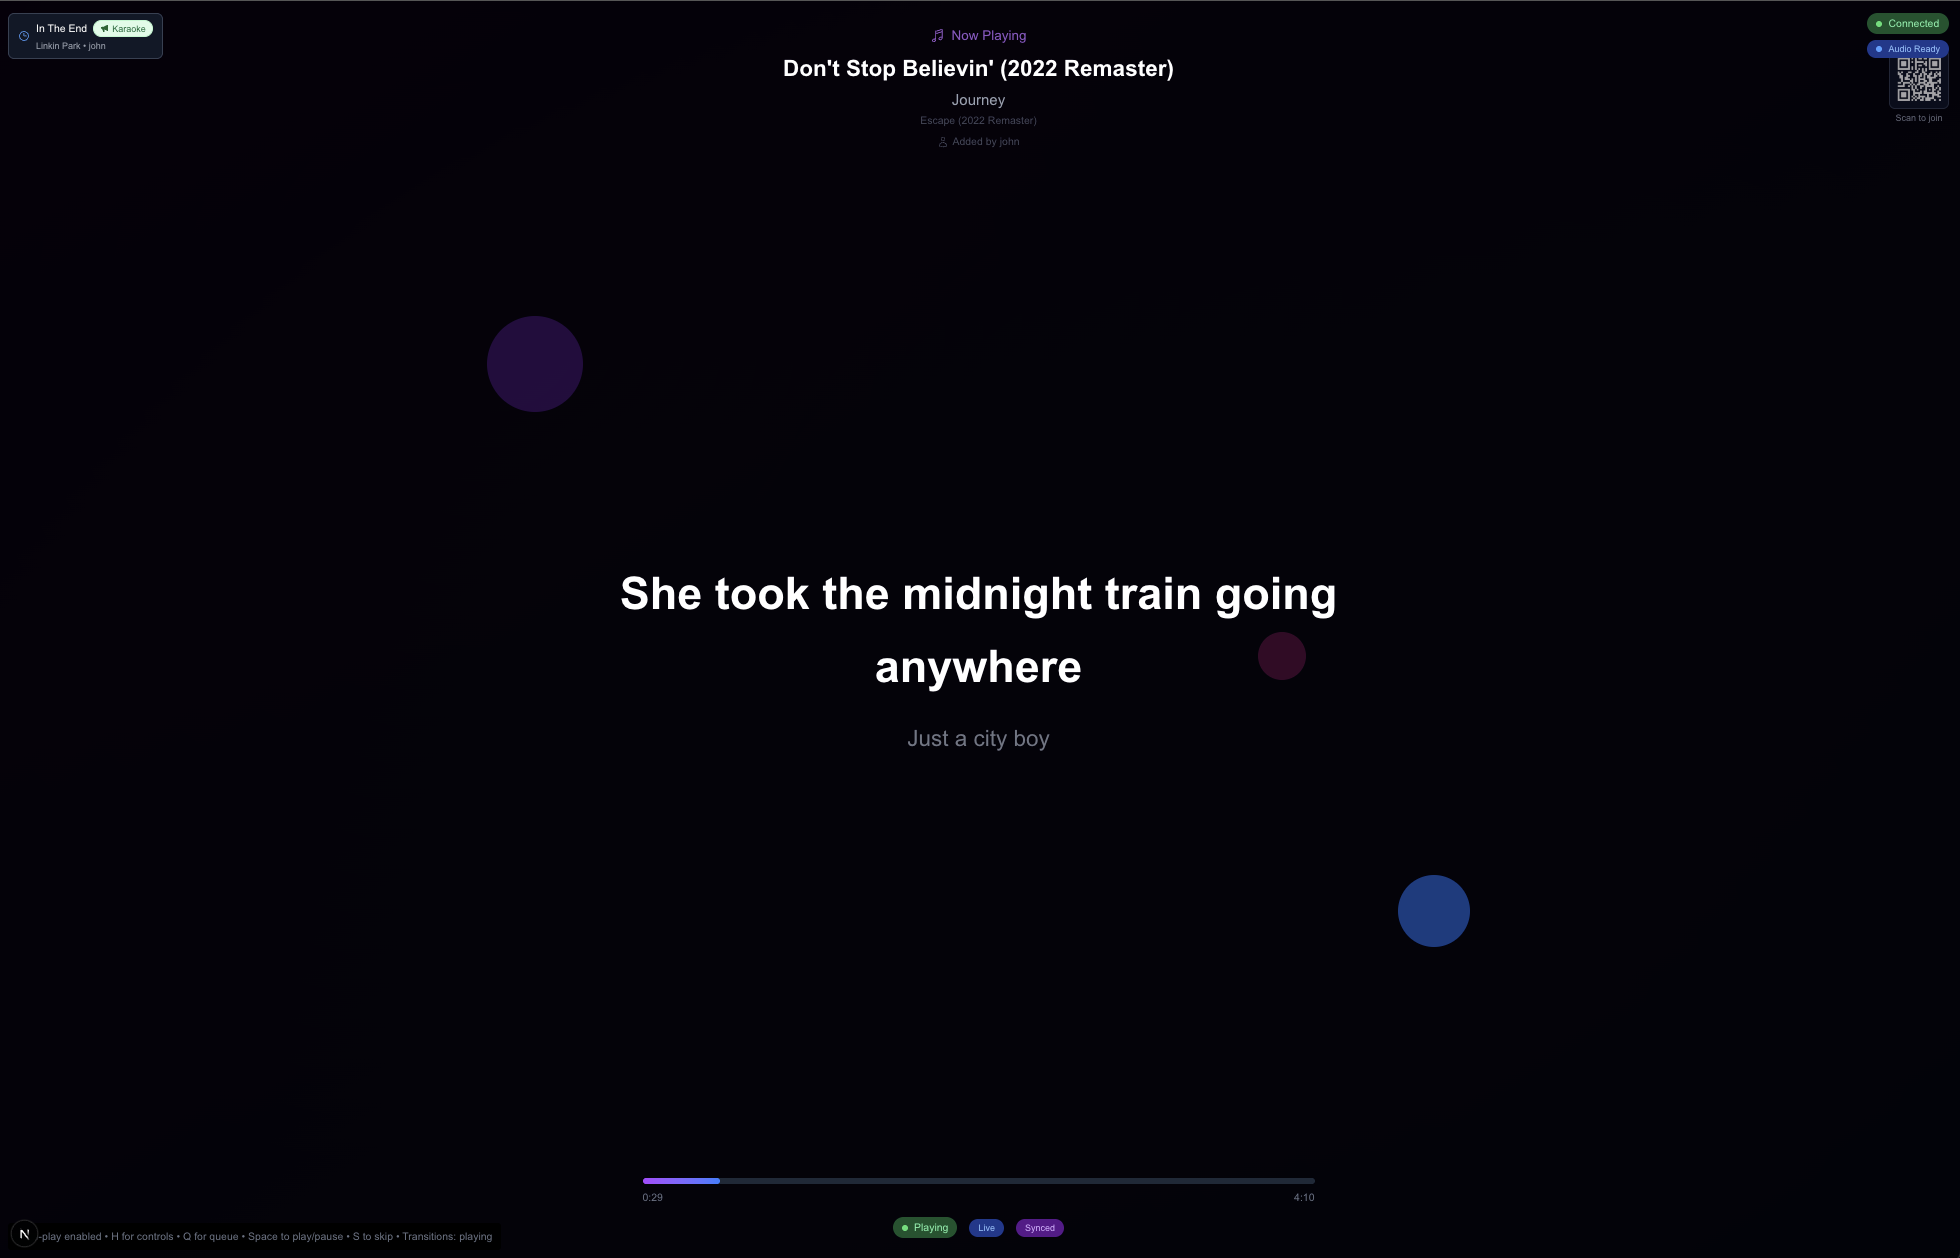 In The End Karaoke
Linkin Park • john
Now Playing
Don't Stop Believin' (2022 Remaster)
Journey
Escape (2022 Remaster)
Added by john
Connected
Audio Ready
Scan to join
She took the midnight train going
anywhere
Just a city boy
0:29 4:10
Playing Live Synced
N
-play enabled • H for controls • Q for queue • Space to play/pause • S to skip • Transitions: playing